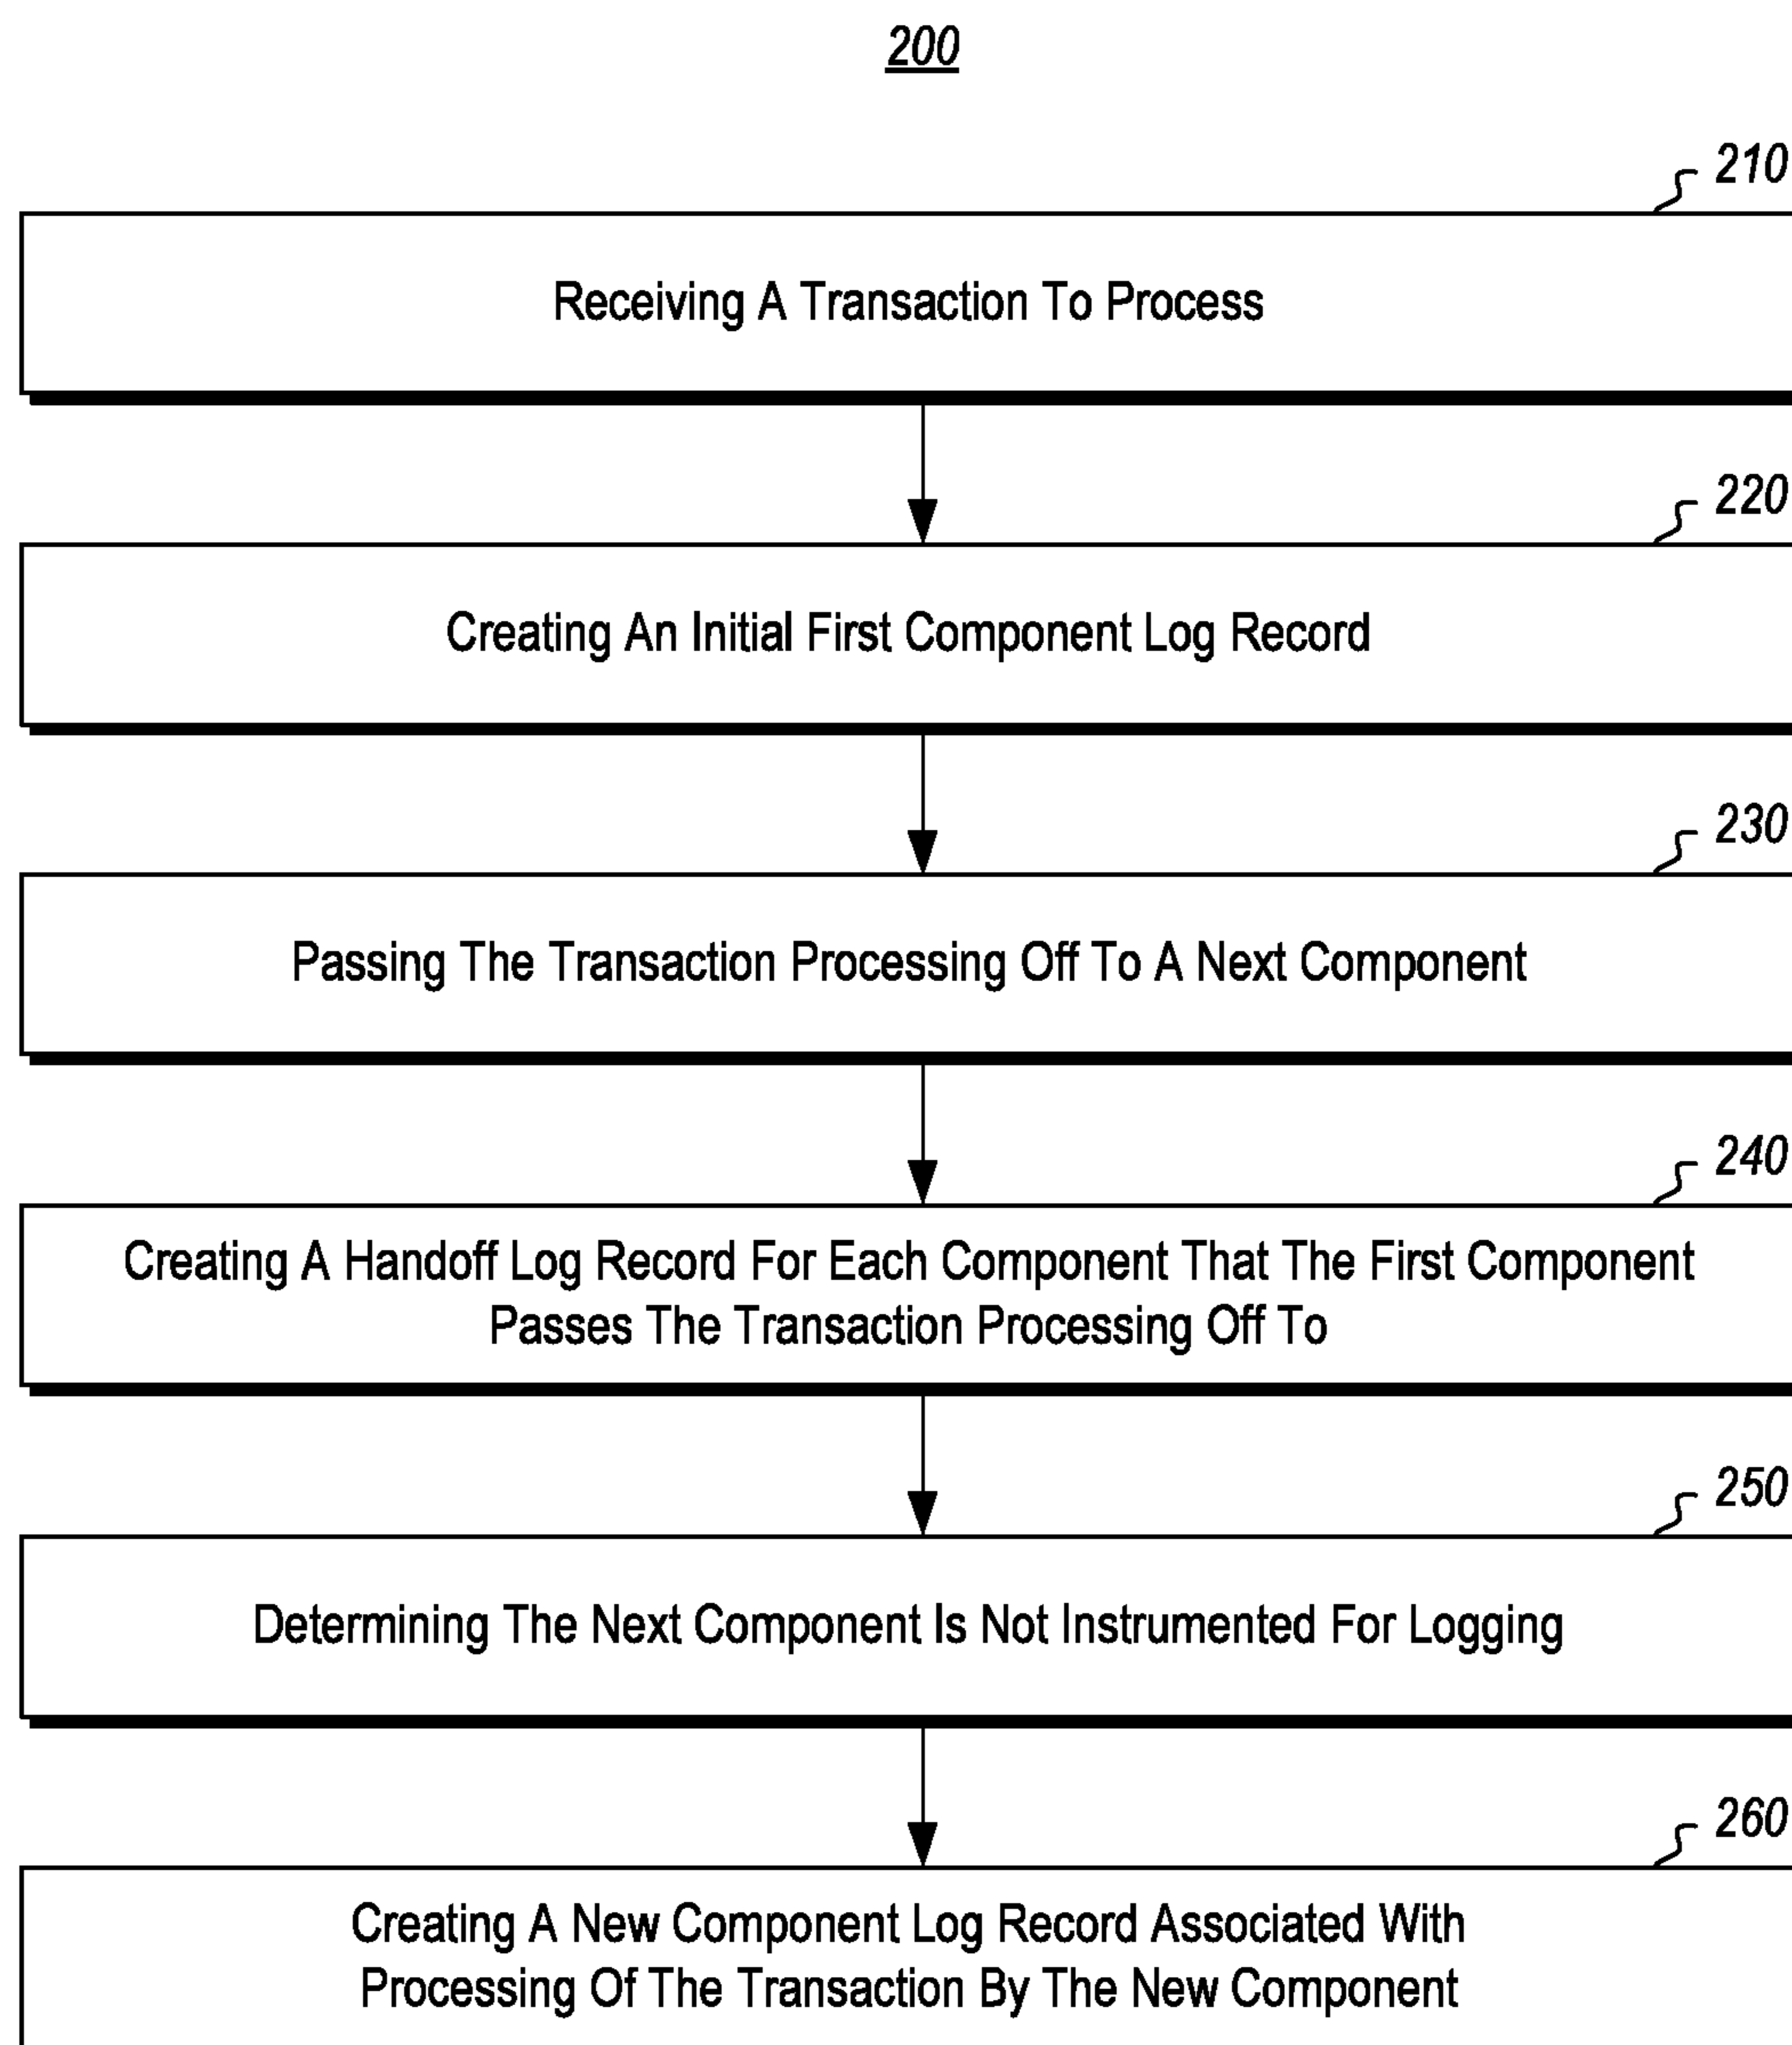 200
210
Receiving A Transaction To Process
220
Creating An Initial First Component Log Record
230
Passing The Transaction Processing Off To A Next Component
240
Creating A Handoff Log Record For Each Component That The First Component
Passes The Transaction Processing Off To
250
Determining The Next Component Is Not Instrumented For Logging
260
Creating A New Component Log Record Associated With
Processing Of The Transaction By The New Component